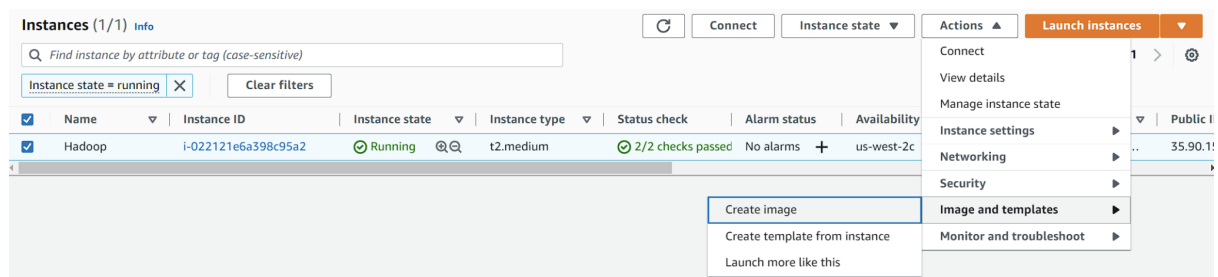 Instances (1/1) Info
Connect
Instance state
Actions
Launch instances
Find instance by attribute or tag (case-sensitive)
1
Instance state = running
Clear filters
Connect
View details
Manage instance state
Instance settings
Networking
Security
Image and templates
Monitor and troubleshoot
Name Instance ID Instance state Instance type Status check Alarm status Availability Public I
Hadoop i-022121e6a398c95a2 Running t2.medium 2/2 checks passed No alarms + us-west-2c .. 35.90.15
Create image
Create template from instance
Launch more like this